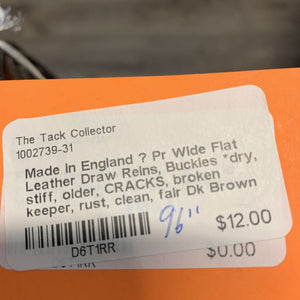 The Tack Collector
1002739-31
Made in England ? Pr Wide Flat
Leather Draw Reins, Buckles *dry,
stiff, older, CRACKS, broken
keeper, rust, clean, fair Dk Brown
96"
$12.00
D6T1RR
$0.00